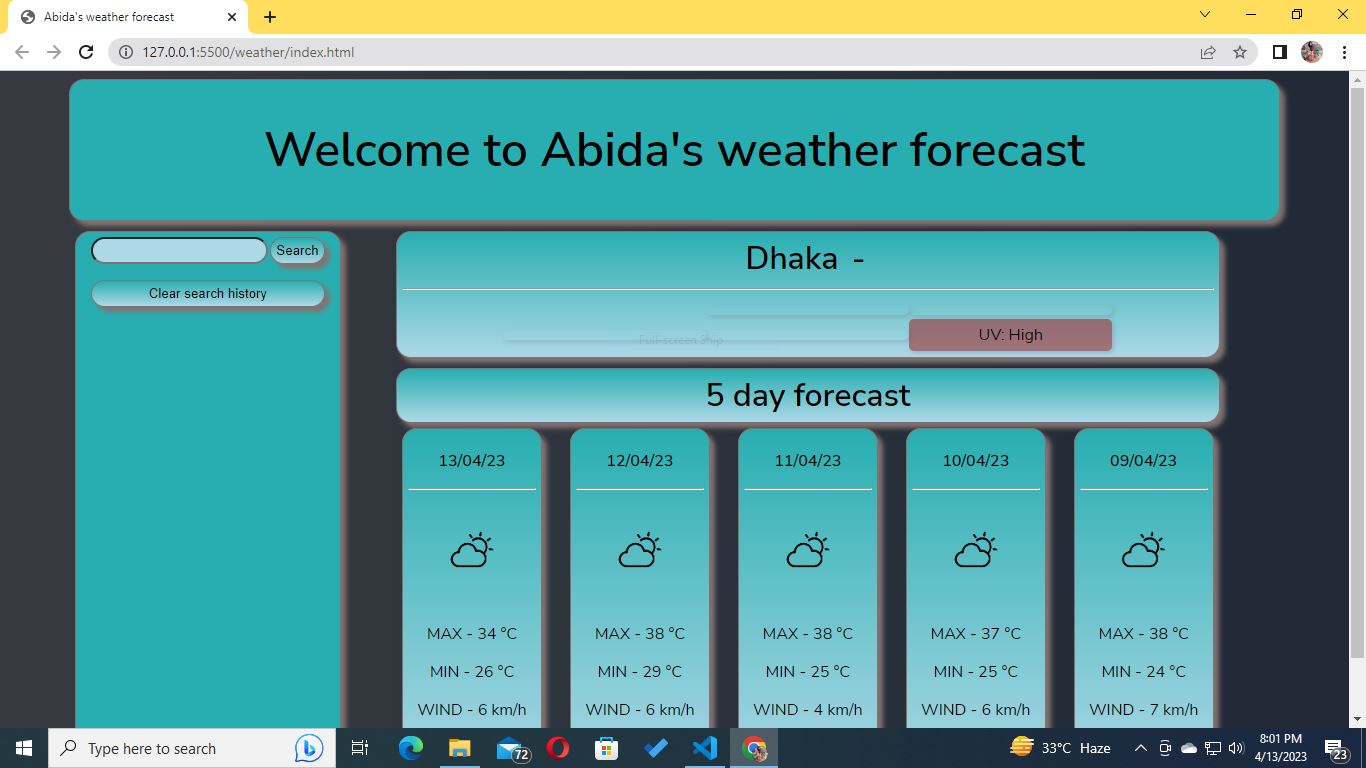 Abida's weather forecast
127.0.0.1:5500/weather/index.html
Welcome to Abida's weather forecast
Search
Clear search history
Dhaka -
Full-screen Snip
UV: High
5 day forecast
13/04/23 12/04/23 11/04/23 10/04/23 09/04/23
MAX - 34 °C MAX - 38 °C MAX - 38 °C MAX - 37 °C MAX - 38 °C
MIN - 26 °C MIN - 29 °C MIN - 25 °C MIN - 25 °C MIN - 24 °C
WIND - 6 km/h WIND - 6 km/h WIND - 4 km/h WIND - 6 km/h WIND - 7 km/h
Type here to search
72
33°C Haze
8:01 PM
4/13/2023
23